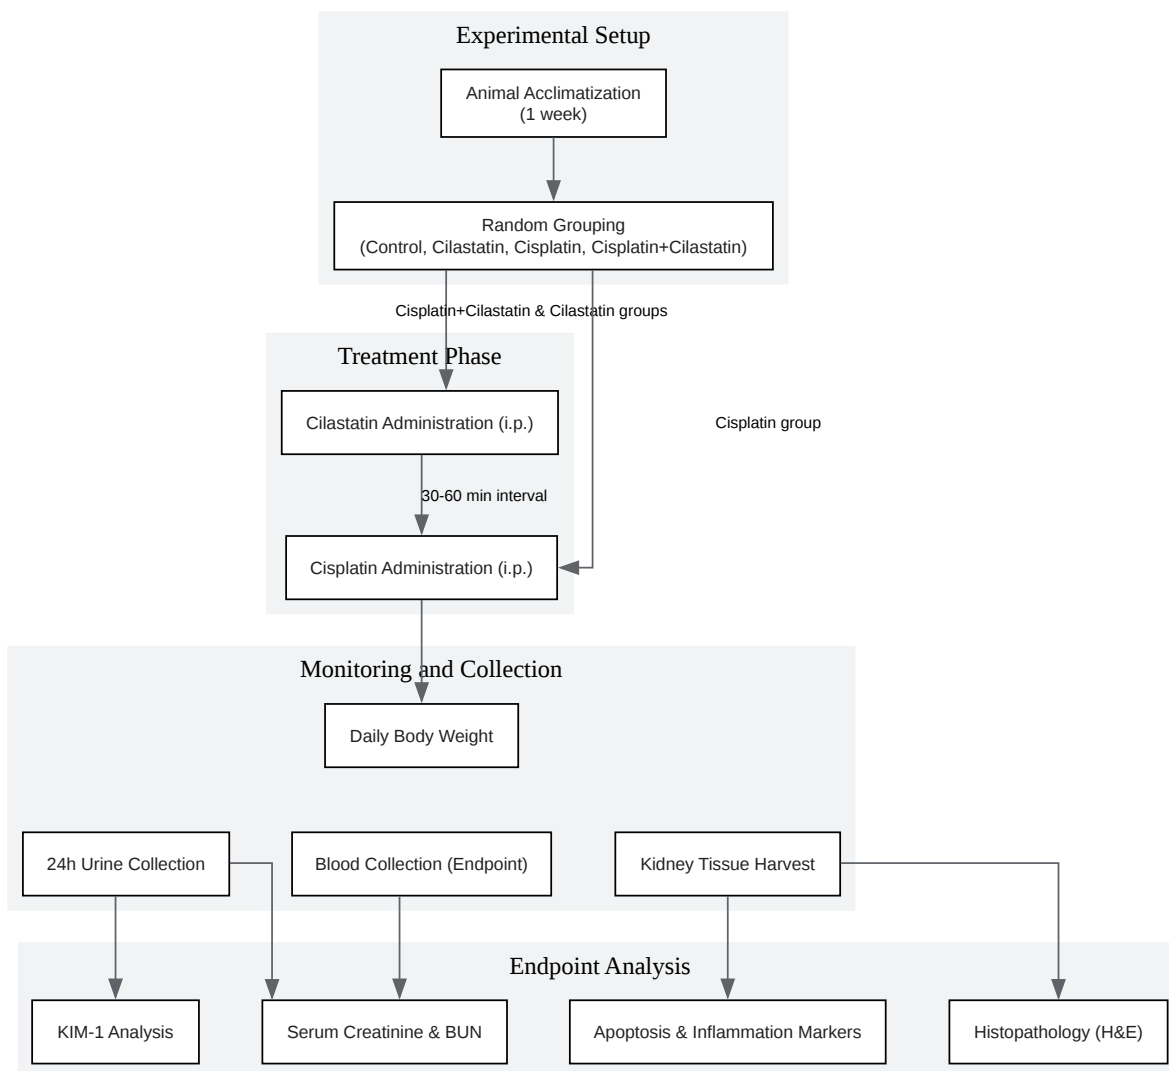 Experimental Setup
Animal Acclimatization
(1 week)
Random Grouping
(Control, Cilastatin, Cisplatin, Cisplatin+Cilastatin)
Cisplatin+Cilastatin & Cilastatin groups
Treatment Phase
Cilastatin Administration (i.p.)
Cisplatin group
30-60 min interval
Cisplatin Administration (i.p.)
Monitoring and Collection
Daily Body Weight
24h Urine Collection
Blood Collection (Endpoint)
Kidney Tissue Harvest
Endpoint Analysis
KIM-1 Analysis
Serum Creatinine & BUN
Apoptosis & Inflammation Markers
Histopathology (H&E)